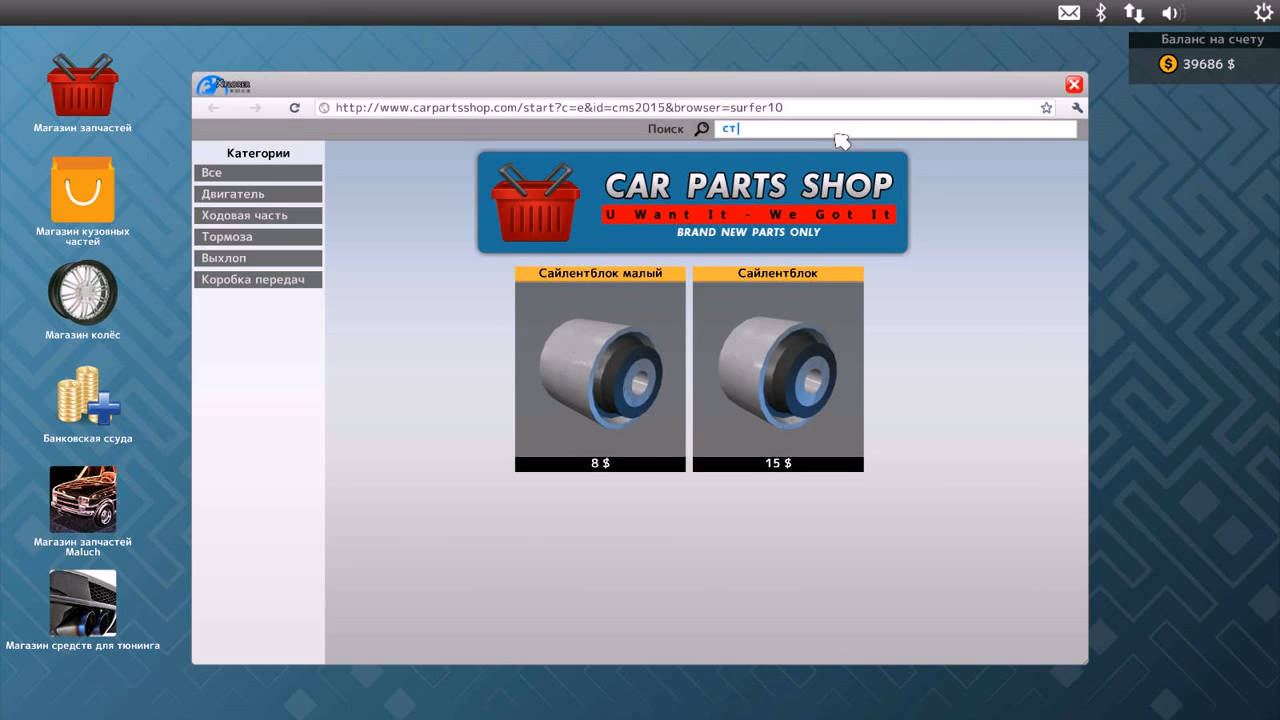 Баланс на счету
39686 $
Магазин запчастей
Магазин кузовных
частей
Магазин колёс
Банковская ссуда
Магазин запчастей
Maluch
Магазин средств для тюнинга
XPLORER
http://www.carpartsshop.com/start?c=e&id=cms2015&browser=surfer10
Поиск
ст
Категории
Все
Двигатель
Ходовая часть
Тормоза
Выхлоп
Коробка передач
CAR PARTS SHOP
U Want It - We Got It
BRAND NEW PARTS ONLY
Сайлентблок малый
8 $
Сайлентблок
15 $